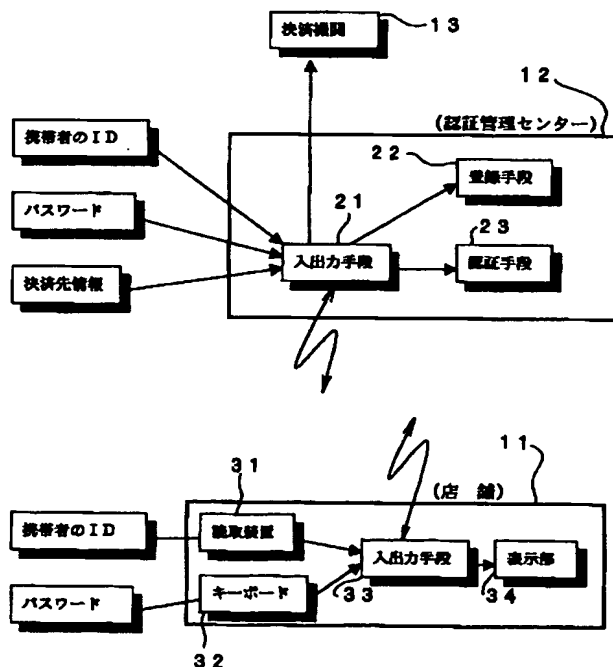 13
決済機関
12
(認証管理センター)
携帯者のID
22
登録手段
パスワード
21
23
入出力手段
認証手段
決済先情報
11
31
(店 舗)
携帯者のID
読取装置
入出力手段
表示部
33
34
パスワード
キーボード
32